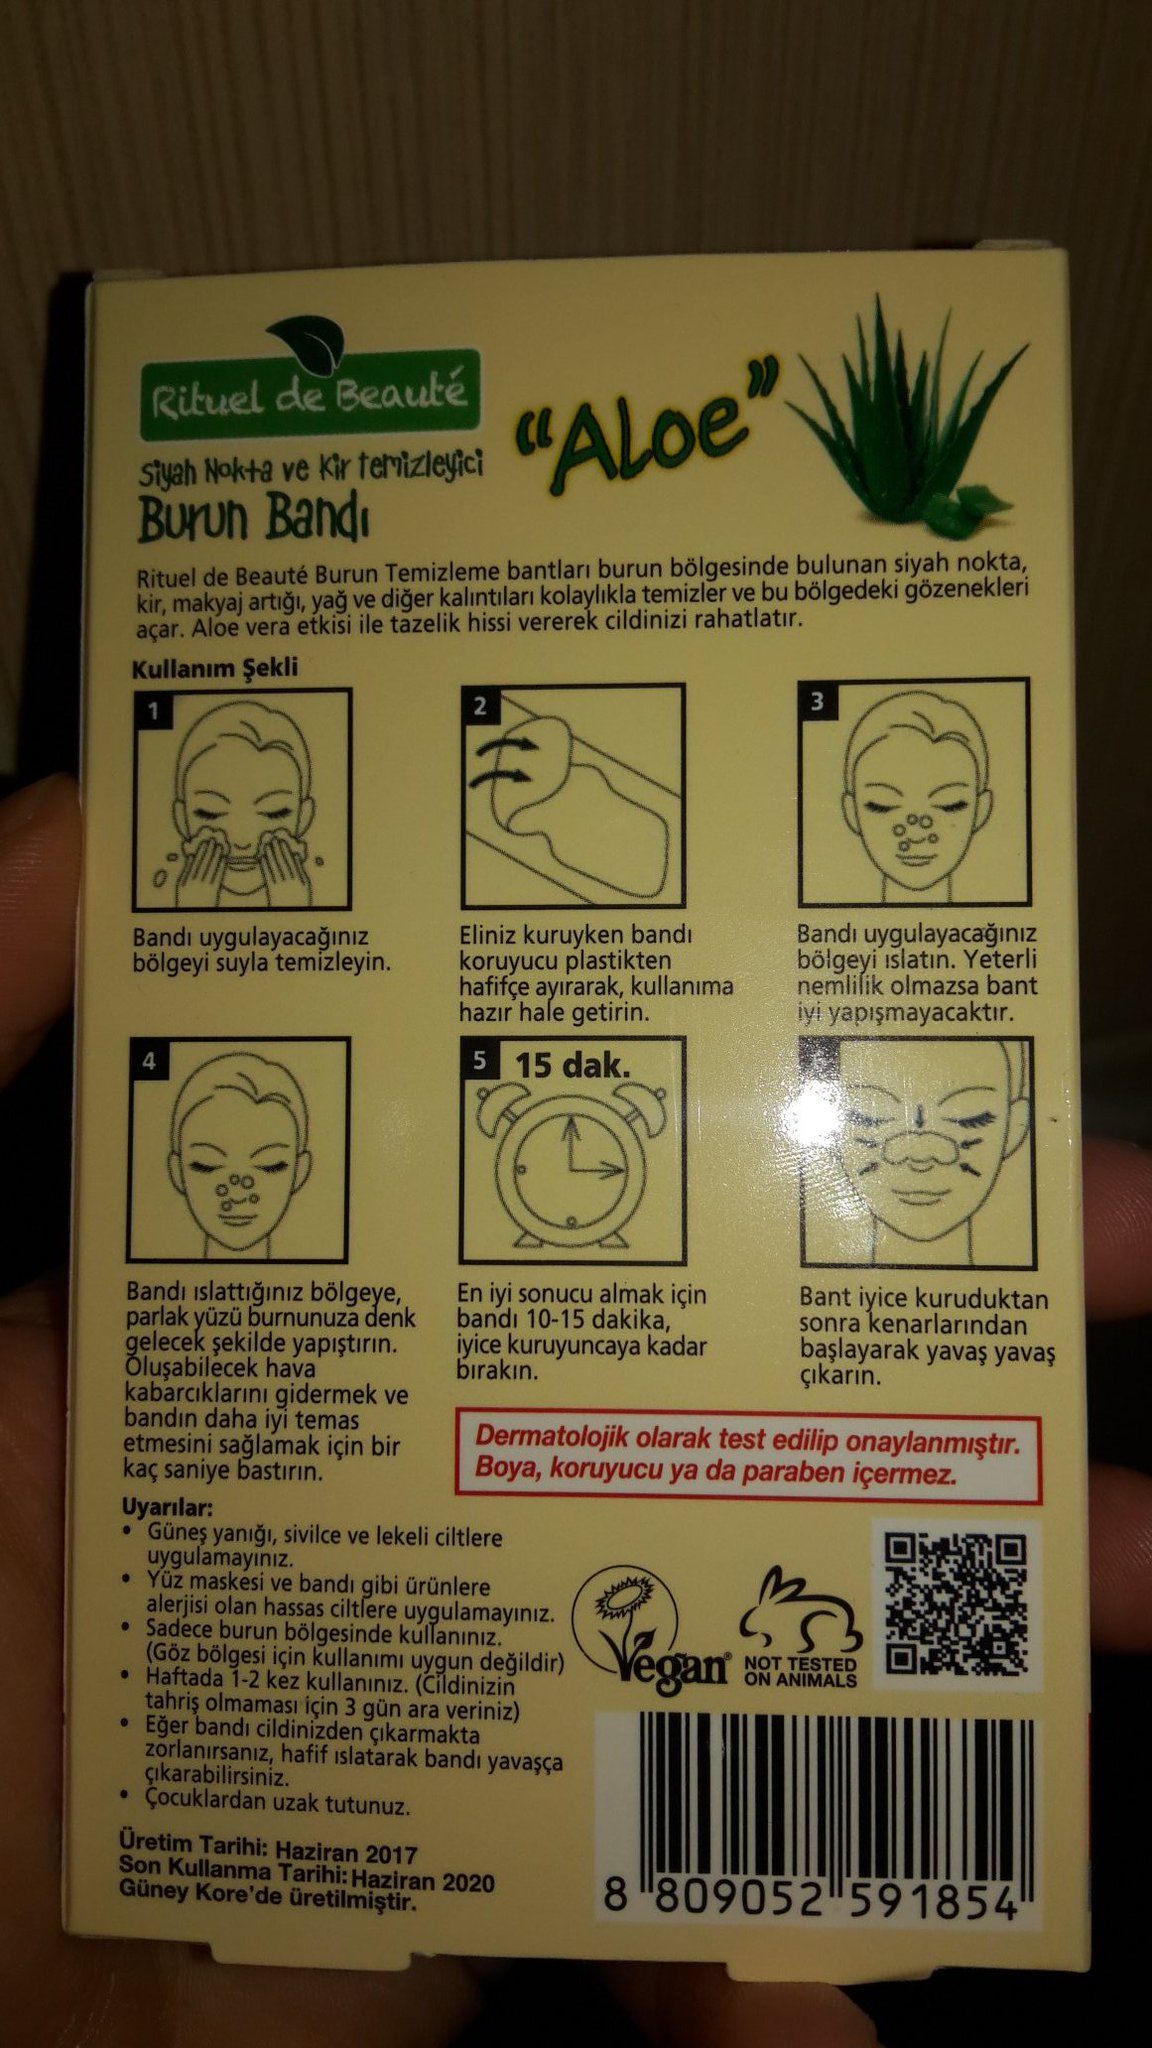 Rituel de Beauté
"Aloe"
Siyah Nokta ve Kir Temizleyici
Burun Bandı
Rituel de Beauté Burun Temizleme bantları burun bölgesinde bulunan siyah nokta,
kir, makyaj artığı, yağ ve diğer kalıntıları kolaylıkla temizler ve bu bölgedeki gözenekleri
açar. Aloe vera etkisi ile tazelik hissi vererek cildinizi rahatlatır.
Kullanım Şekli
1
Bandı uygulayacağınız
bölgeyi suyla temizleyin.
2
Eliniz kuruyken bandı
koruyucu plastikten
hafifçe ayırarak, kullanıma
hazır hale getirin.
3
Bandı uygulayacağınız
bölgeyi ıslatın. Yeterli
nemlilik olmazsa bant
iyi yapışmayacaktır.
4
Bandı ıslattığınız bölgeye,
parlak yüzü burnunuza denk
gelecek şekilde yapıştırın.
Oluşabilecek hava
kabarcıklarını gidermek ve
bandın daha iyi temas
etmesini sağlamak için bir
kaç saniye bastırın.
5 15 dak.
En iyi sonucu almak için
bandı 10-15 dakika,
iyice kuruyuncaya kadar
bırakın.
Bant iyice kuruduktan
sonra kenarlarından
başlayarak yavaş yavaş
çıkarın.
Dermatolojik olarak test edilip onaylanmıştır.
Boya, koruyucu ya da paraben içermez.
Uyarılar:
• Güneş yanığı, sivilce ve lekeli ciltlere
uygulamayınız.
• Yüz maskesi ve bandı gibi ürünlere
alerjisi olan hassas ciltlere uygulamayınız.
• Sadece burun bölgesinde kullanınız.
(Göz bölgesi için kullanımı uygun değildir)
• Haftada 1-2 kez kullanınız. (Cildinizin
tahriş olmaması için 3 gün ara veriniz)
• Eğer bandı cildinizden çıkarmakta
zorlanırsanız, hafif ıslatarak bandı yavaşça
çıkarabilirsiniz.
• Çocuklardan uzak tutunuz.
Üretim Tarihi: Haziran 2017
Son Kullanma Tarihi: Haziran 2020
Güney Kore'de üretilmiştir.
Vegan®
NOT TESTED
ON ANIMALS
8 809052 591854